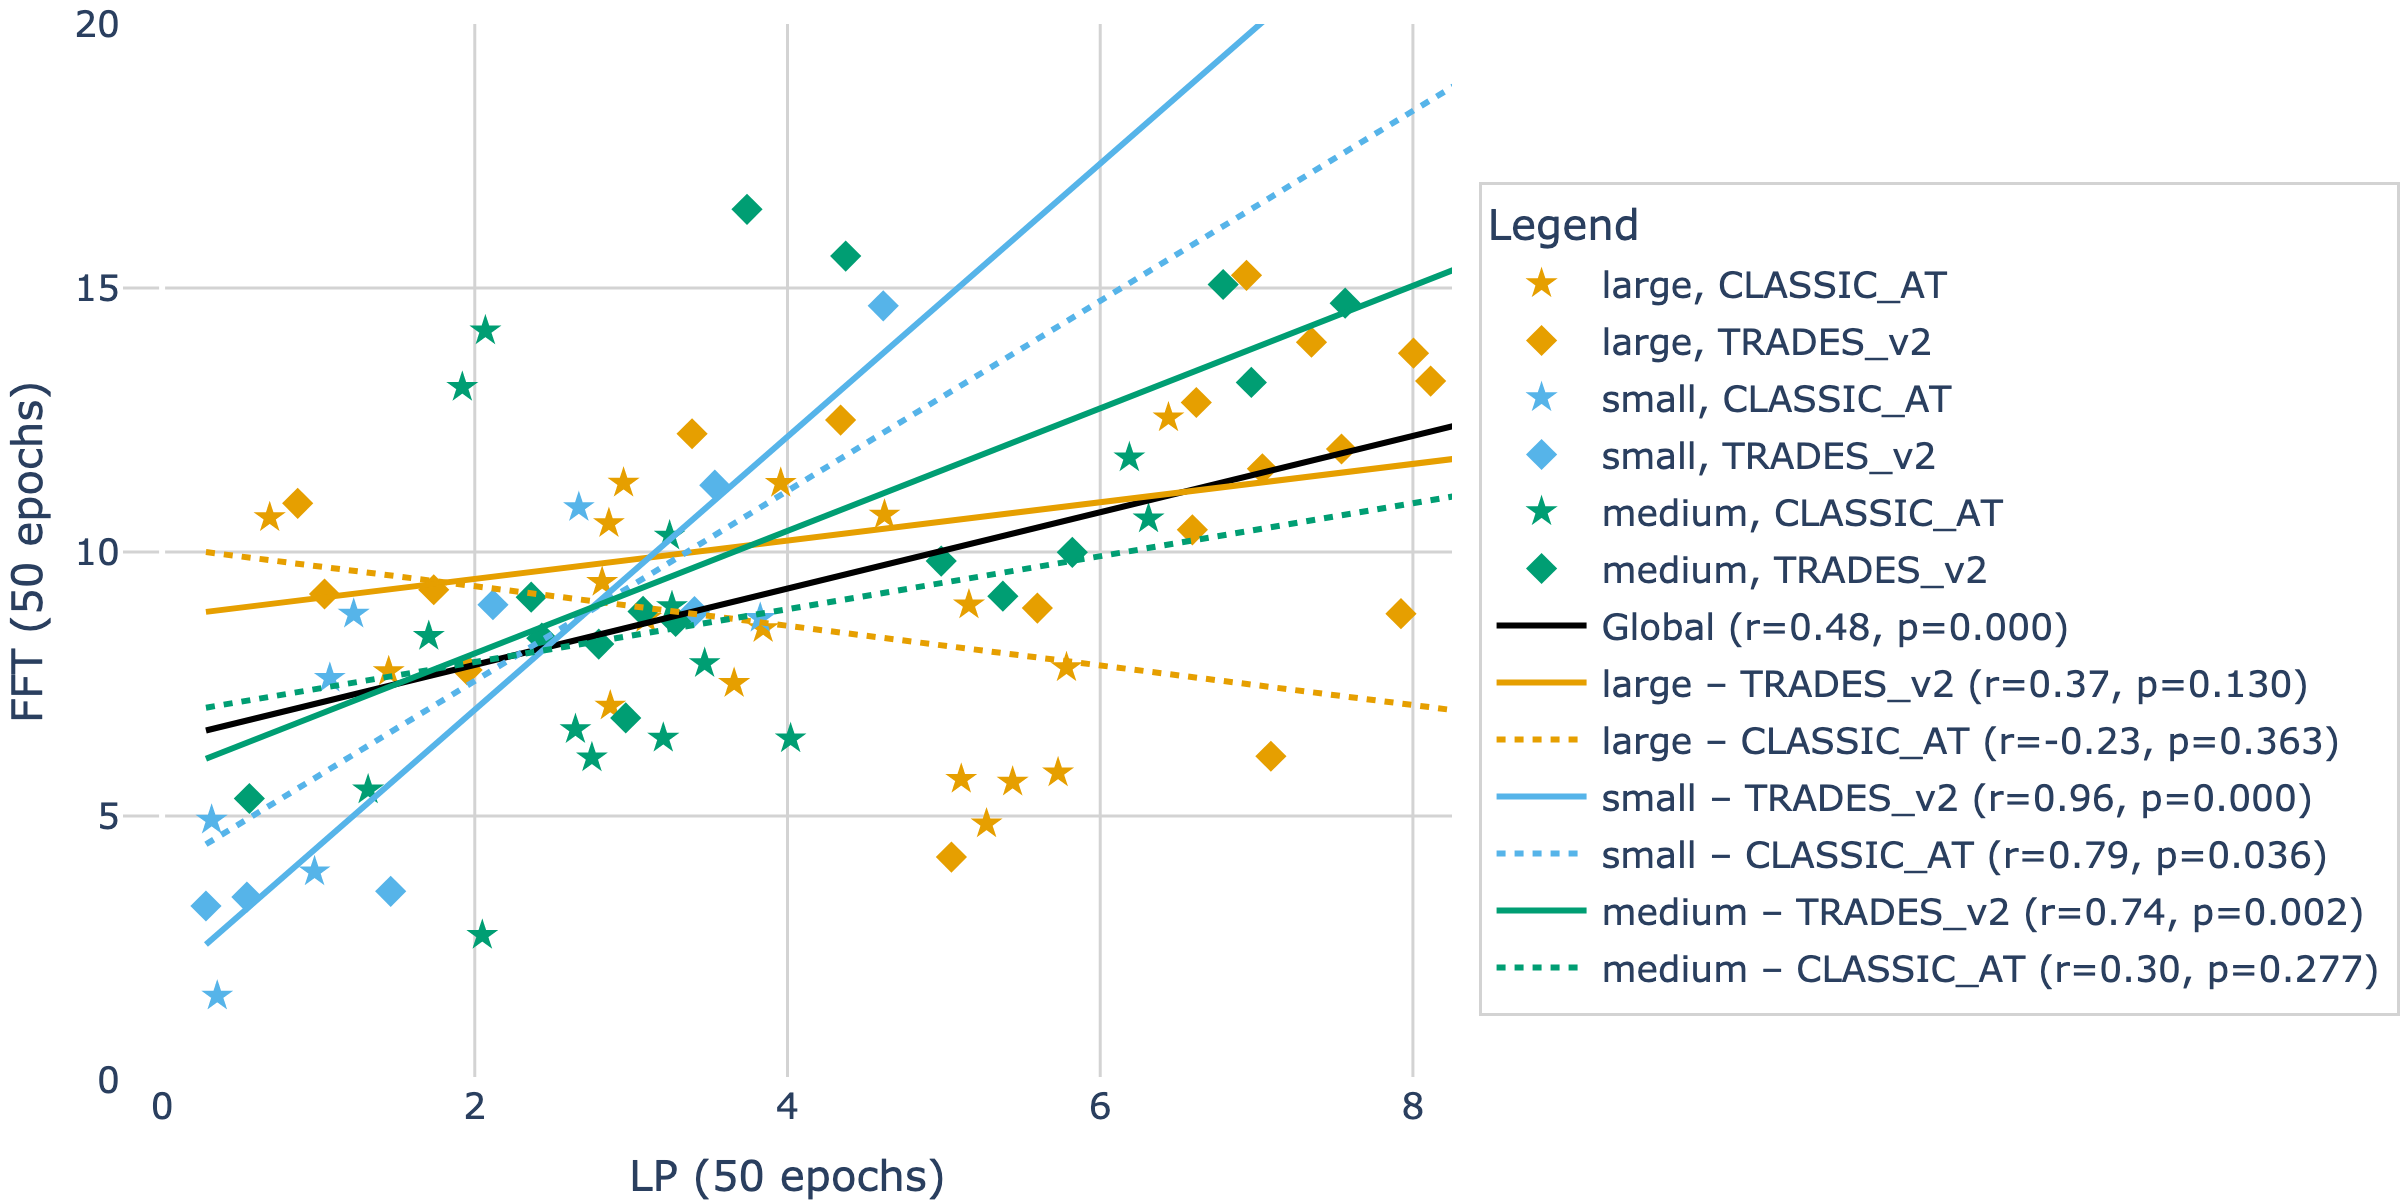 20
15
10
5
0
0 2 4 6 8
FFT (50 epochs)
LP (50 epochs)
Legend
large, CLASSIC_AT
large, TRADES_v2
small, CLASSIC_AT
small, TRADES_v2
medium, CLASSIC_AT
medium, TRADES_v2
Global (r=0.48, p=0.000)
large – TRADES_v2 (r=0.37, p=0.130)
large – CLASSIC_AT (r=-0.23, p=0.363)
small – TRADES_v2 (r=0.96, p=0.000)
small – CLASSIC_AT (r=0.79, p=0.036)
medium – TRADES_v2 (r=0.74, p=0.002)
medium – CLASSIC_AT (r=0.30, p=0.277)